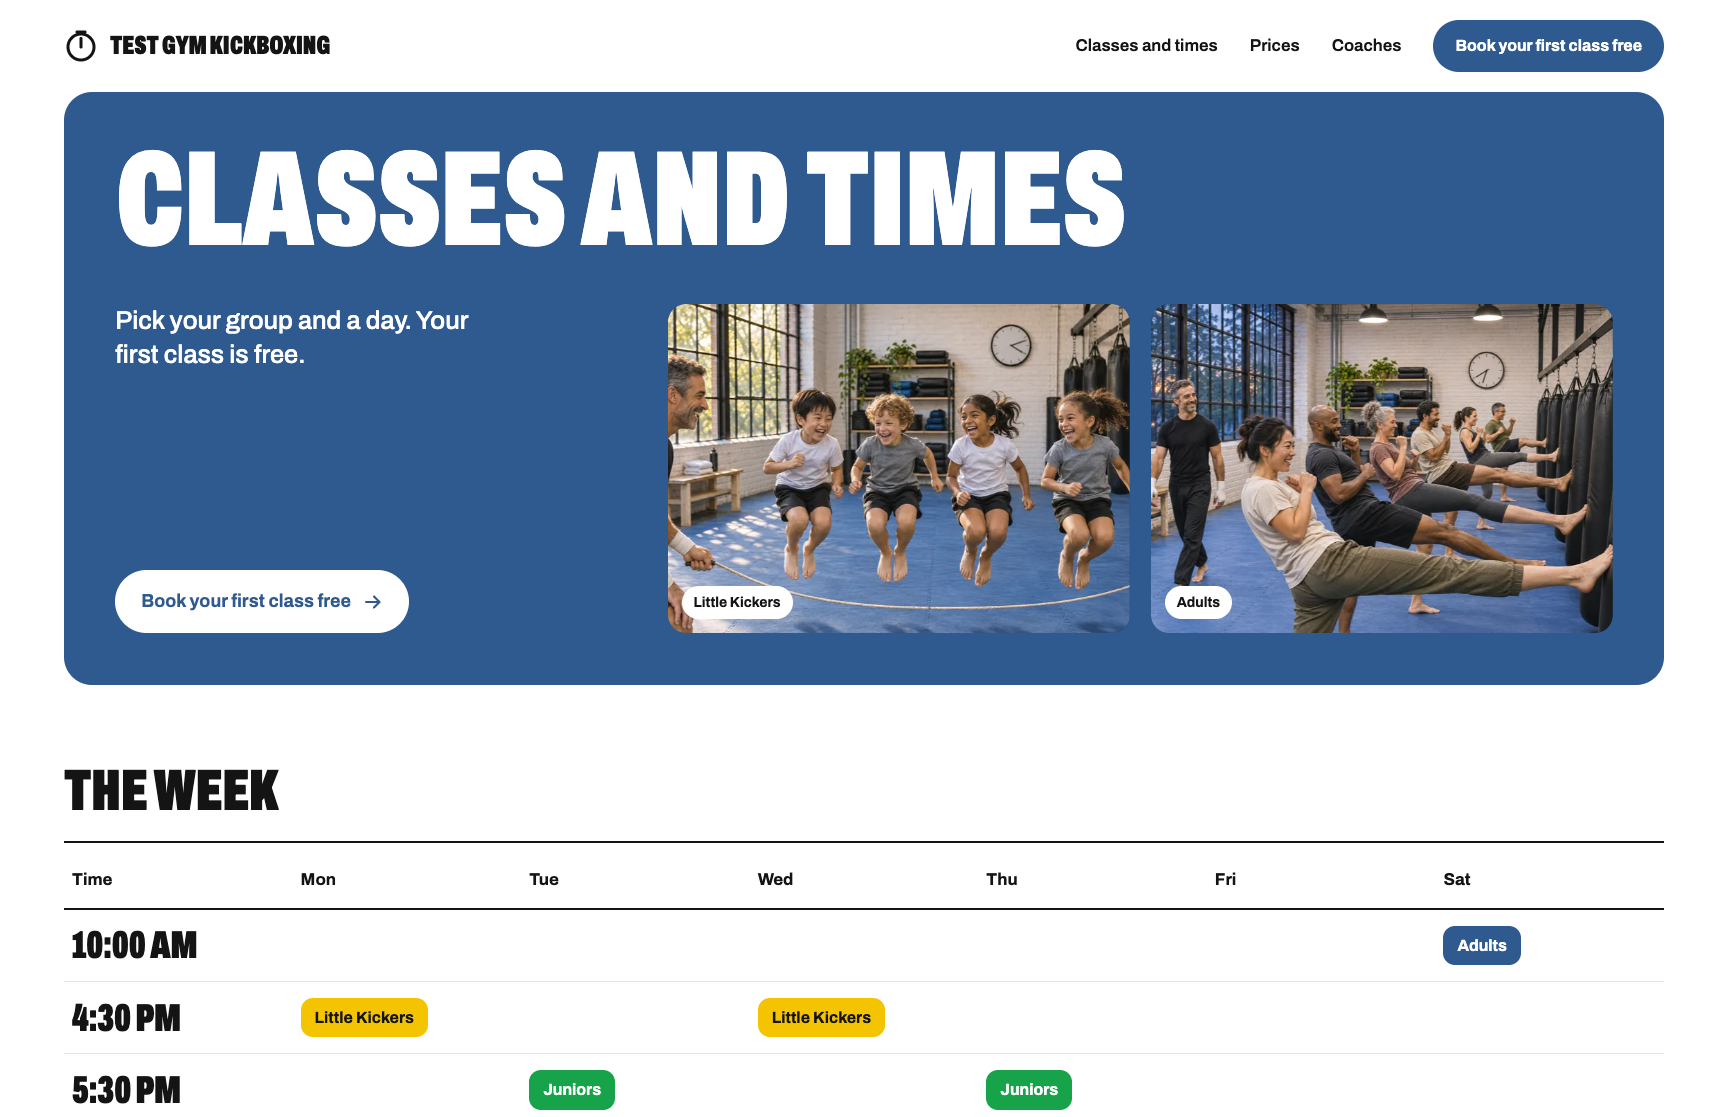 TEST GYM KICKBOXING
Classes and times
Prices
Coaches
Book your first class free
CLASSES AND TIMES
Pick your group and a day. Your
first class is free.
Book your first class free
Little Kickers
Adults
THE WEEK
Time Mon Tue Wed Thu Fri Sat
10:00 AM Adults
4:30 PM Little Kickers Little Kickers
5:30 PM Juniors Juniors